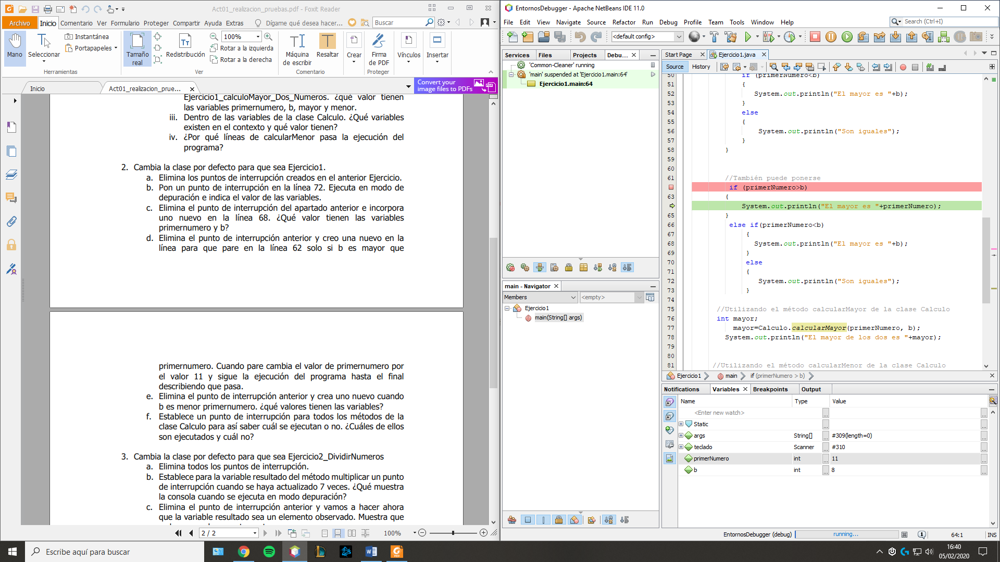 Act01_realizacion_pruebas.pdf - Foxit Reader
Archivo Inicio Comentario Ver Formulario Proteger Compartir Ayuda Extras Dígame qué desea hacer... Buscar
Mano Seleccionar
Instantánea
Portapapeles
Herramientas
Tamaño real
Redistribución
100%
Rotar a la izquierda
Rotar a la derecha
Ver
Máquina de escribir
Resaltar
Comentario
Crear
Firma de PDF
Proteger
Vínculos
Insertar
Inicio
Act01_realizacion_prue...
Convert your
image files to PDFs
Ejercicio1_calculoMayor_Dos_Numeros. ¿qué valor tienen
las variables primernumero, b, mayor y menor.
iii. Dentro de las variables de la clase Calculo. ¿Qué variables
existen en el contexto y qué valor tienen?
iv. ¿Por qué líneas de calcularMenor pasa la ejecución del
programa?
2. Cambia la clase por defecto para que sea Ejercicio1.
a. Elimina los puntos de interrupción creados en el anterior Ejercicio.
b. Pon un punto de interrupción en la línea 72. Ejecuta en modo de
depuración e indica el valor de las variables.
c. Elimina el punto de interrupción del apartado anterior e incorpora
uno nuevo en la línea 68. ¿Qué valor tienen las variables
primernumero y b?
d. Elimina el punto de interrupción anterior y creo una nuevo en la
línea para que pare en la línea 62 solo si b es mayor que
primernumero. Cuando pare cambia el valor de primernumero por
el valor 11 y sigue la ejecución del programa hasta el final
describiendo que pasa.
e. Elimina el punto de interrupción anterior y crea uno nuevo cuando
b es menor primernumero. ¿qué valores tienen las variables?
f. Establece un punto de interrupción para todos los métodos de la
clase Calculo para así saber cuál se ejecutan o no. ¿Cuáles de ellos
son ejecutados y cuál no?
3. Cambia la clase por defecto para que sea Ejercicio2_DividirNumeros
a. Elimina todos los puntos de interrupción.
b. Establece para la variable resultado del método multiplicar un punto
de interrupción cuando se haya actualizado 7 veces. ¿Qué muestra
la consola cuando se ejecuta en modo depuración?
c. Elimina el punto de interrupción anterior y vamos a hacer ahora
que la variable resultado sea un elemento observado. Muestra que
2 / 2
100%
EntornosDebugger - Apache NetBeans IDE 11.0
File Edit View Navigate Source Refactor Run Debug Profile Team Tools Window Help
Search (Ctrl+I)
<default config>
Services Files Projects Debu...
'Common-Cleaner' running
'main' suspended at 'Ejercicio1.main:64'
Ejercicio1.main:64
main - Navigator
Members
<empty>
Ejercicio1
main(String[] args)
Start Page Ejercicio1.java
Source History
50 if (primerNumero<b)
51 {
52 System.out.println("El mayor es "+b);
53 }
54 else
55 {
56 System.out.println("Son iguales");
57 }
58 }
59
60
61 //También puede ponerse
if (primerNumero>b)
63 {
System.out.println("El mayor es "+primerNumero);
65 }
66 else if(primerNumero<b)
67 {
68 System.out.println("El mayor es "+b);
69 }
70 else
71 {
72 System.out.println("Son iguales");
73 }
74
75 //Utilizando el método calcularMayor de la clase Calculo
76 int mayor;
77 mayor=Calculo.calcularMayor(primerNumero, b);
78 System.out.println("El mayor de los dos es "+mayor);
79
80
81 //Utilizando el método calcularMenor de la clase Calculo
Ejercicio1 main if (primerNumero > b)
Notifications Variables Breakpoints Output
Name Type Value
<Enter new watch>
Static
args String[] #309(length=0)
teclado Scanner #310
primerNumero int 11
b int 8
EntornosDebugger (debug) running... 1 64:1 INS
Escribe aquí para buscar
16:40
05/02/2020